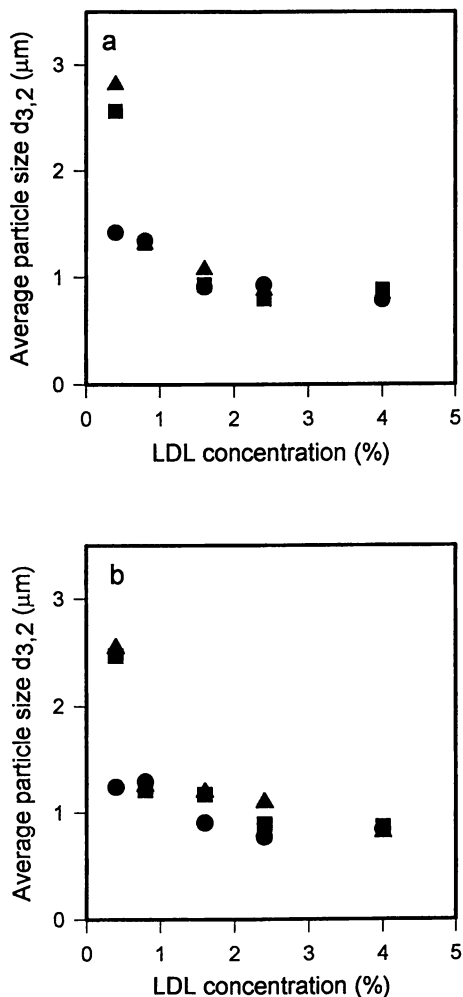 a
Average particle size d3,2 (μm)
3
2
1
0
0 1 2 3 4 5
LDL concentration (%)
b
Average particle size d3,2 (μm)
3
2
1
0
0 1 2 3 4 5
LDL concentration (%)